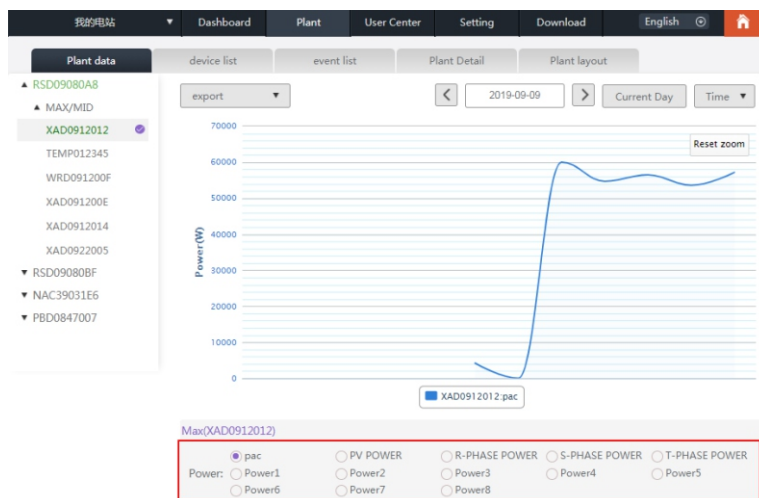 我的电站 ▼ Dashboard Plant User Center Setting Download English
Plant data device list event list Plant Detail Plant layout
▲ RSD09080A8
▲ MAX/MID
XAD0912012
TEMP012345
WRD091200F
XAD091200E
XAD0912014
XAD0922005
▼ RSD09080BF
▼ NAC39031E6
▼ PBD0847007
export ▼ < 2019-09-09 > Current Day Time ▼
Reset zoom
Power(W)
70000
60000
50000
40000
30000
20000
10000
0
XAD0912012:pac
Max(XAD0912012)
pac PV POWER R-PHASE POWER S-PHASE POWER T-PHASE POWER
Power: Power1 Power2 Power3 Power4 Power5
Power6 Power7 Power8